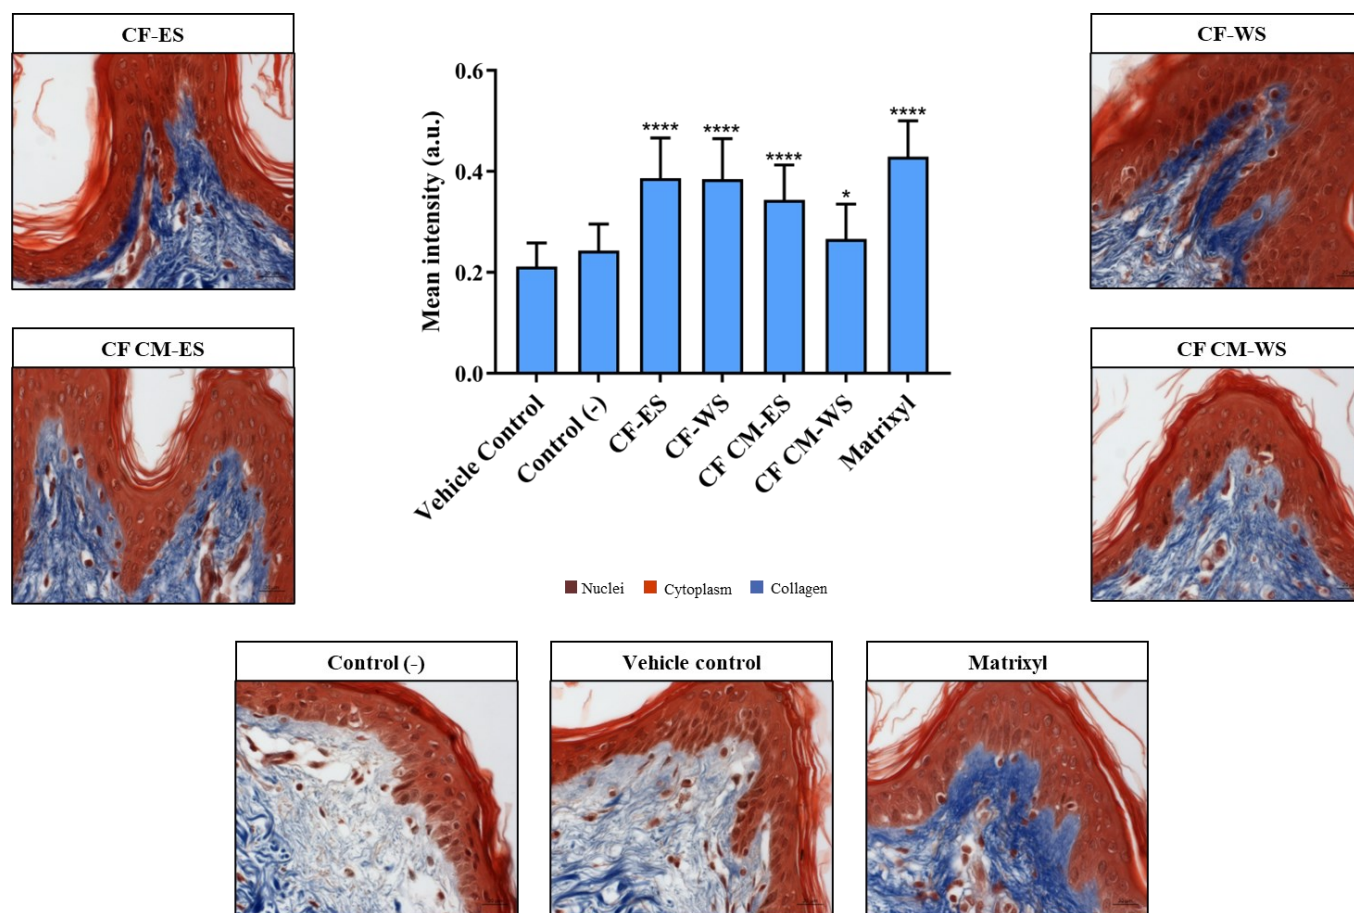 CF-ES
CF-WS
CF CM-ES
CF CM-WS
Mean intensity (a.u.)
0.6
0.4
0.2
0.0
****
****
****
*
****
Vehicle Control
Control (-)
CF-ES
CF-WS
CF CM-ES
CF CM-WS
Matrixyl
Nuclei Cytoplasm Collagen
Control (-)
Vehicle control
Matrixyl